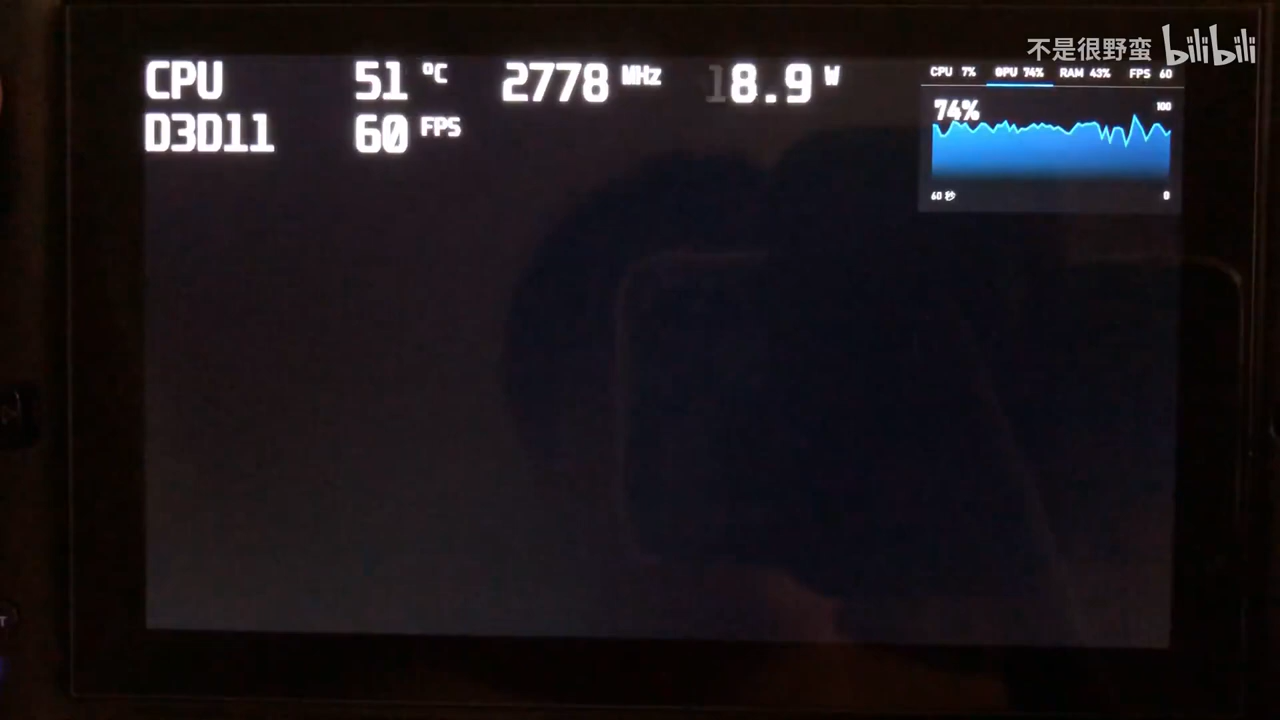 不是很野蛮 bilibili
CPU 51 °C 2778 MHz 8.9 W
D3D11 60 FPS
CPU 7% GPU 74% RAM 43% FPS 60
74% 100
60 秒 0